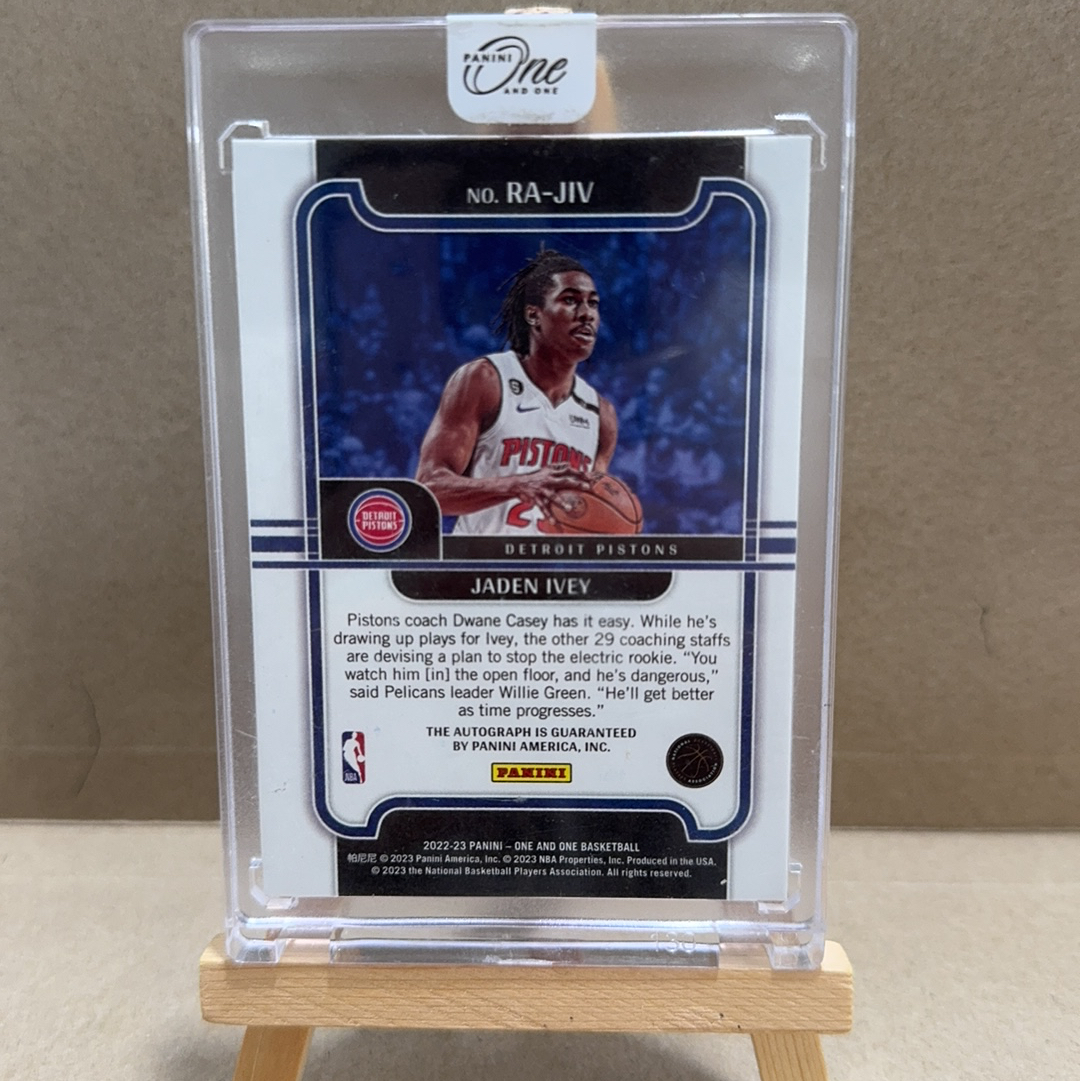 PANINI One
AND ONE
NO. RA-JIV
PISTONS
DETROIT
PISTONS
DETROIT PISTONS
JADEN IVEY
Pistons coach Dwane Casey has it easy. While he's
drawing up plays for Ivey, the other 29 coaching staffs
are devising a plan to stop the electric rookie. “You
watch him [in] the open floor, and he's dangerous,”
said Pelicans leader Willie Green. “He'll get better
as time progresses.”
THE AUTOGRAPH IS GUARANTEED
BY PANINI AMERICA, INC.
NBA
PANINI
NATIONAL BASKETBALL ASSOCIATION
2022-23 PANINI – ONE AND ONE BASKETBALL
帕尼尼 © 2023 Panini America, Inc. © 2023 NBA Properties, Inc. Produced in the USA.
© 2023 the National Basketball Players Association. All rights reserved.
130